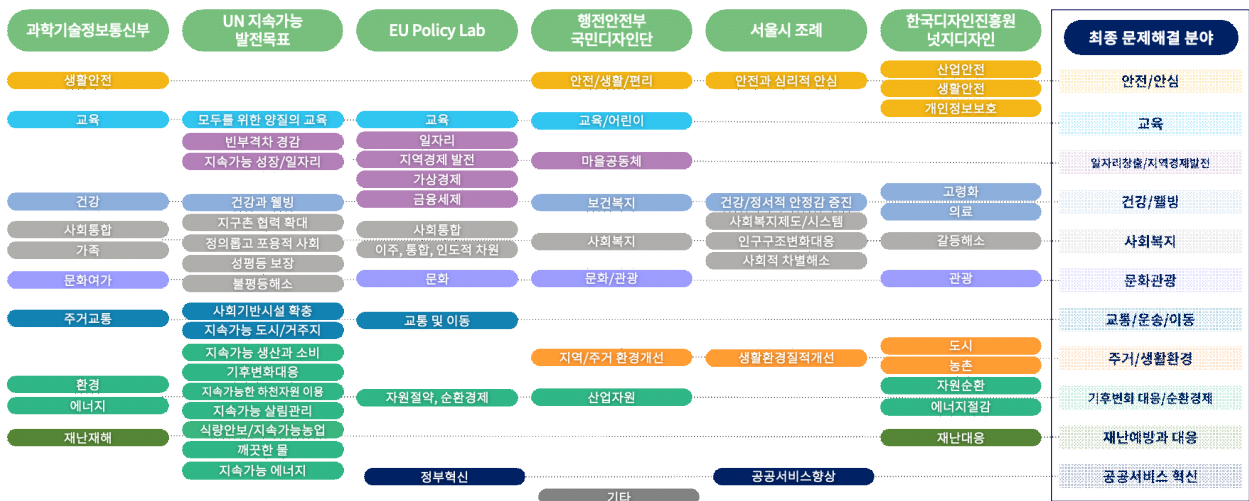 과학기술정보통신부
UN 지속가능
발전목표
EU Policy Lab
행전안전부
국민디자인단
서울시 조례
한국디자인진흥원
넛지디자인
최종 문제해결 분야
생활안전
안전/생활/편리
안전과 심리적 안심
산업안전
생활안전
개인정보보호
안전/안심
교육
모두를 위한 양질의 교육
교육
교육/어린이
교육
빈부격차 경감
지속가능 성장/일자리
일자리
지역경제 발전
가상경제
금융세제
마을공동체
일자리창출/지역경제발전
건강
건강과 웰빙
보건복지
건강/정서적 안정감 증진
고령화
의료
건강/웰빙
사회통합
가족
지구촌 협력 확대
정의롭고 포용적 사회
성평등 보장
불평등해소
사회통합
이주, 통합, 인도적 차원
사회복지
사회복지제도/시스템
인구구조변화대응
사회적 차별해소
갈등해소
사회복지
문화여가
문화
문화/관광
관광
문화관광
주거교통
사회기반시설 확충
지속가능 도시/거주지
교통 및 이동
교통/운송/이동
지역/주거 환경개선
생활환경질적개선
도시
농촌
주거/생활환경
환경
에너지
지속가능 생산과 소비
기후변화대응
지속가능한 하천자원 이용
지속가능 살림관리
식량안보/지속가능농업
깨끗한 물
지속가능 에너지
자원절약, 순환경제
산업자원
자원순환
에너지절감
기후변화 대응/순환경제
재난재해
재난대응
재난예방과 대응
정부혁신
공공서비스향상
공공서비스 혁신
기타